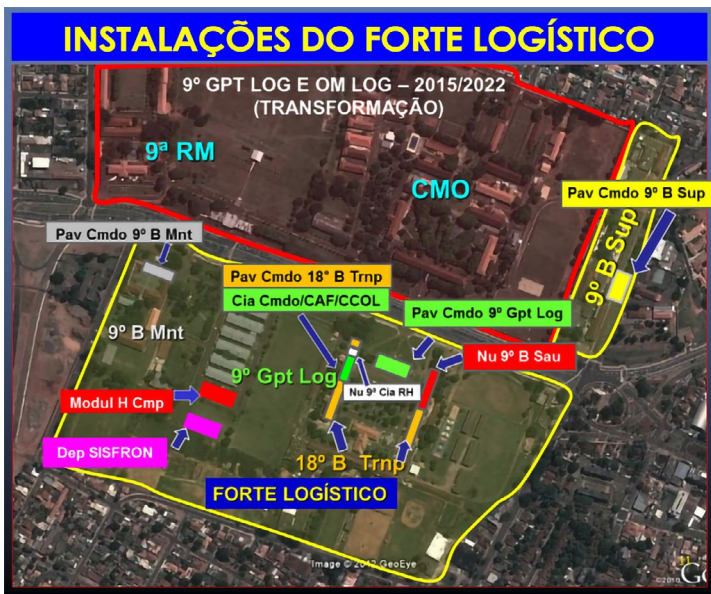 INSTALAÇÕES DO FORTE LOGÍSTICO
9º GPT LOG E OM LOG – 2015/2022
(TRANSFORMAÇÃO)
9ª RM
CMO
Pav Cmdo 9º B Sup
9º B Sup
Pav Cmdo 9º B Mnt
Pav Cmdo 18° B Trnp
Cia Cmdo/CAF/CCOL
Pav Cmdo 9º Gpt Log
9º B Mnt
Nu 9º B Sau
9º Gpt Log
Nu 9ª Cia RH
Modul H Cmp
Dep SISFRON
18º B Trnp
FORTE LOGÍSTICO
Image © 2012 GeoEye
11
©2010